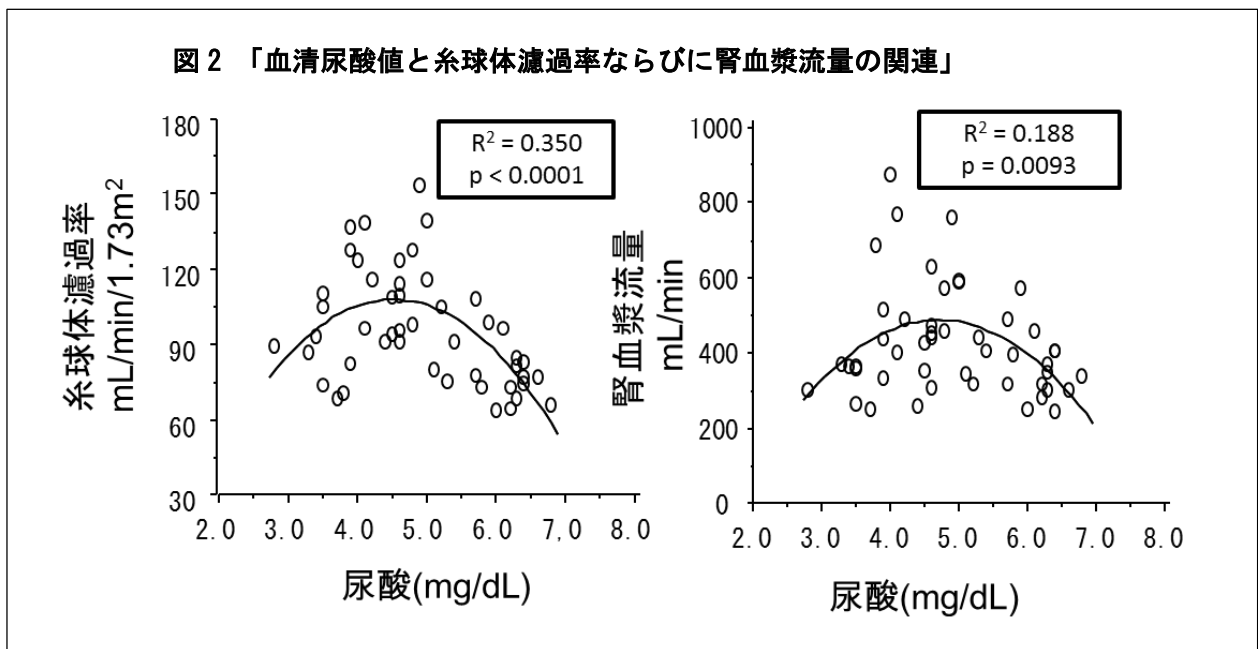 図2 「血清尿酸値と糸球体濾過率ならびに腎血漿流量の関連」
R² = 0.350
p < 0.0001
糸球体濾過率
mL/min/1.73m²
180
150
120
90
60
30
2.0 3.0 4.0 5.0 6.0 7,0 8.0
尿酸(mg/dL)
R² = 0.188
p = 0.0093
腎血漿流量
mL/min
1000
800
600
400
200
0
2.0 3.0 4.0 5.0 6.0 7.0 8.0
尿酸(mg/dL)